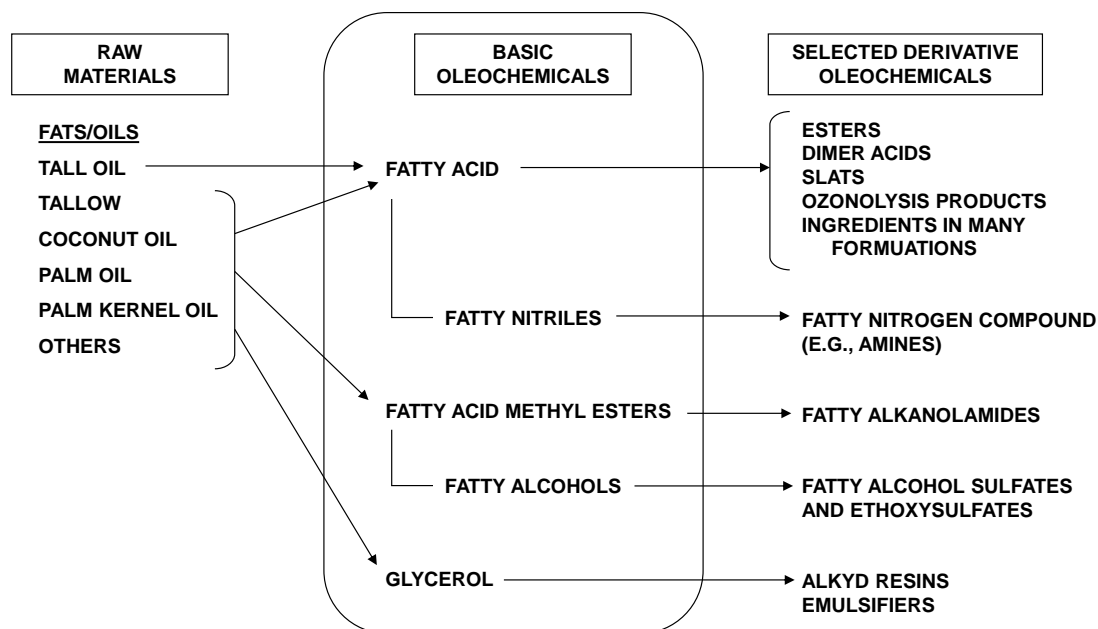 RAW
MATERIALS
FATS/OILS
TALL OIL
TALLOW
COCONUT OIL
PALM OIL
PALM KERNEL OIL
OTHERS
BASIC
OLEOCHEMICALS
FATTY ACID
FATTY NITRILES
FATTY ACID METHYL ESTERS
FATTY ALCOHOLS
GLYCEROL
SELECTED DERIVATIVE
OLEOCHEMICALS
ESTERS
DIMER ACIDS
SLATS
OZONOLYSIS PRODUCTS
INGREDIENTS IN MANY
FORMUATIONS
FATTY NITROGEN COMPOUND
(E.G., AMINES)
FATTY ALKANOLAMIDES
FATTY ALCOHOL SULFATES
AND ETHOXYSULFATES
ALKYD RESINS
EMULSIFIERS